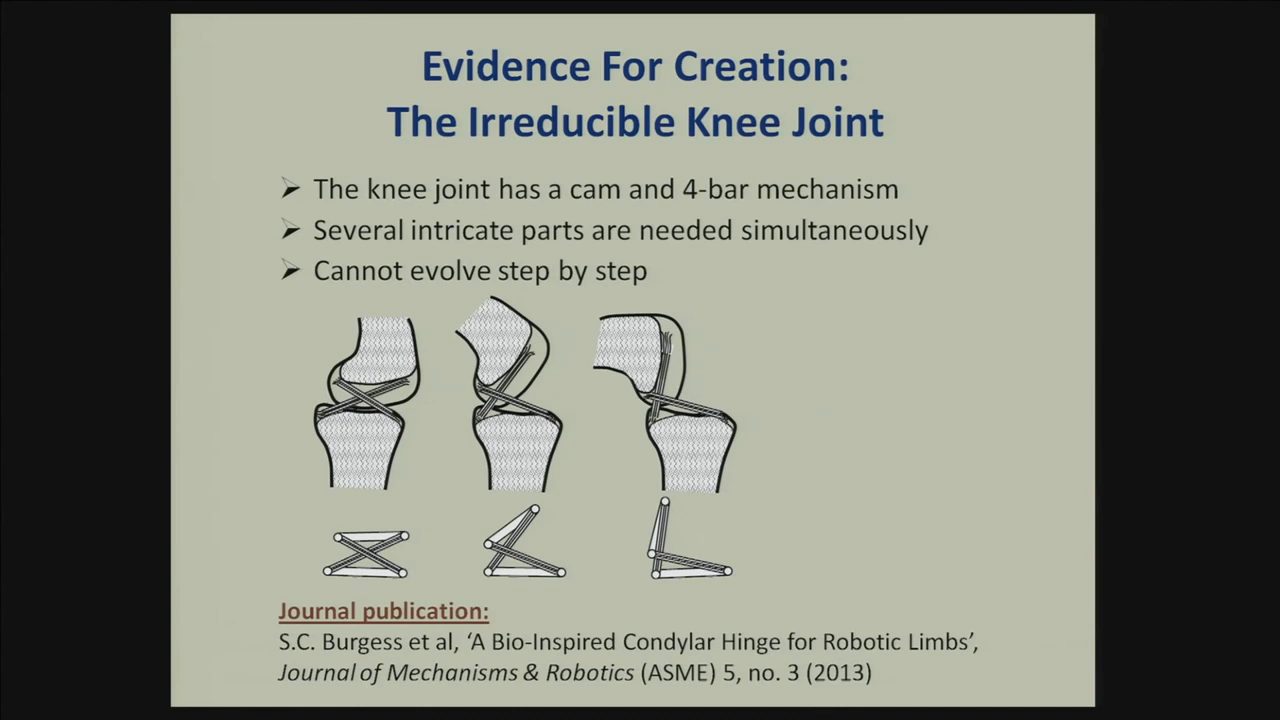 Evidence For Creation:
The Irreducible Knee Joint
➢ The knee joint has a cam and 4-bar mechanism
➢ Several intricate parts are needed simultaneously
➢ Cannot evolve step by step
Journal publication:
S.C. Burgess et al, ‘A Bio-Inspired Condylar Hinge for Robotic Limbs’,
Journal of Mechanisms & Robotics (ASME) 5, no. 3 (2013)